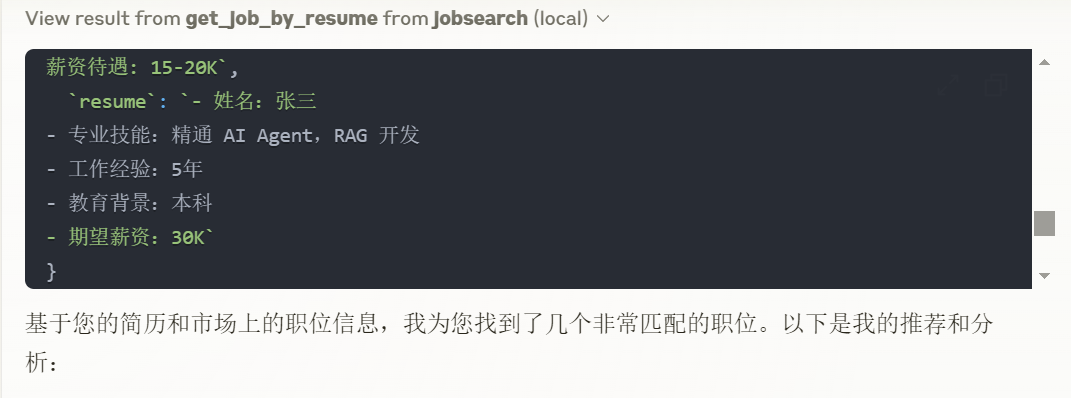 View result from get_job_by_resume from jobsearch (local)
薪资待遇: 15-20K`,
`resume`: `- 姓名: 张三
- 专业技能: 精通 AI Agent, RAG 开发
- 工作经验: 5年
- 教育背景: 本科
- 期望薪资: 30K`
}
基于您的简历和市场上的职位信息，我为您找到了几个非常匹配的职位。以下是我的推荐和分
析：